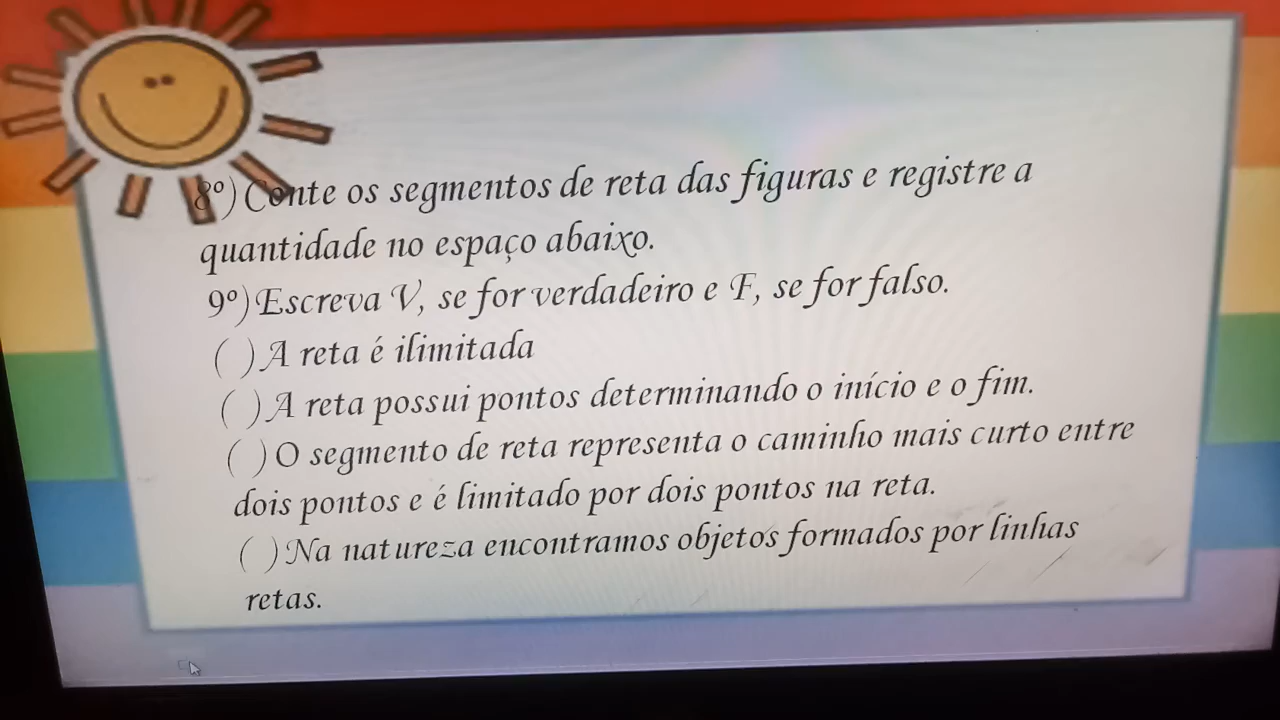 8º) Conte os segmentos de reta das figuras e registre a
quantidade no espaço abaixo.
9º) Escreva V, se for verdadeiro e F, se for falso.
( ) A reta é ilimitada
( ) A reta possui pontos determinando o início e o fim.
( ) O segmento de reta representa o caminho mais curto entre
dois pontos e é limitado por dois pontos na reta.
( ) Na natureza encontramos objetos formados por linhas
retas.